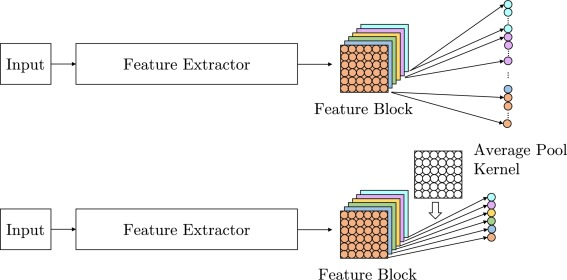 Input
Feature Extractor
Feature Block
Average Pool
Kernel
Input
Feature Extractor
Feature Block